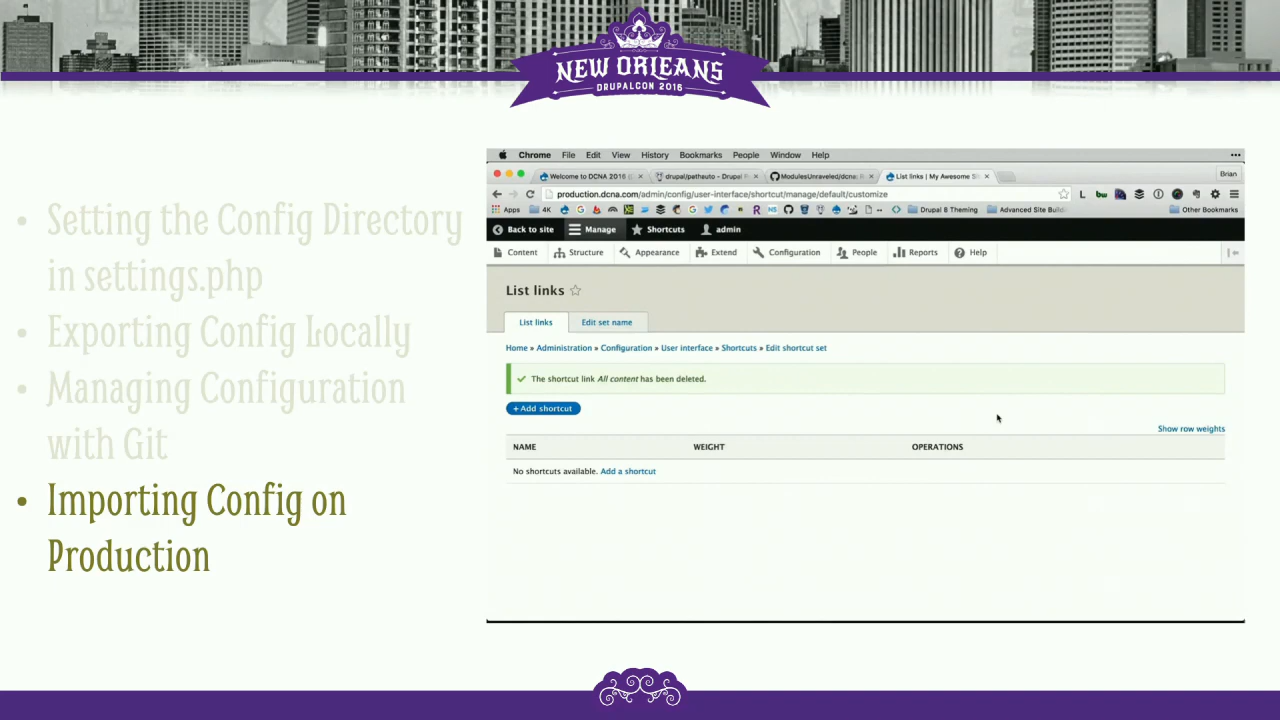 NEW ORLEANS
DRUPALCON 2016
• Setting the Config Directory
in settings.php
• Exporting Config Locally
• Managing Configuration
with Git
• Importing Config on
Production
Chrome File Edit View History Bookmarks People Window Help
Welcome to DCNA 2016 drupal/pathauto - Drupal ModulesUnraveled/dcna List links | My Awesome Brian
production.dcna.com/admin/config/user-interface/shortcut/manage/default/customize
Apps 4K Drupal 8 Theming Advanced Site Buil Other Bookmarks
Back to site Manage Shortcuts admin
Content Structure Appearance Extend Configuration People Reports Help
List links
List links Edit set name
Home » Administration » Configuration » User interface » Shortcuts » Edit shortcut set
The shortcut link All content has been deleted.
+ Add shortcut
Show row weights
NAME WEIGHT OPERATIONS
No shortcuts available. Add a shortcut